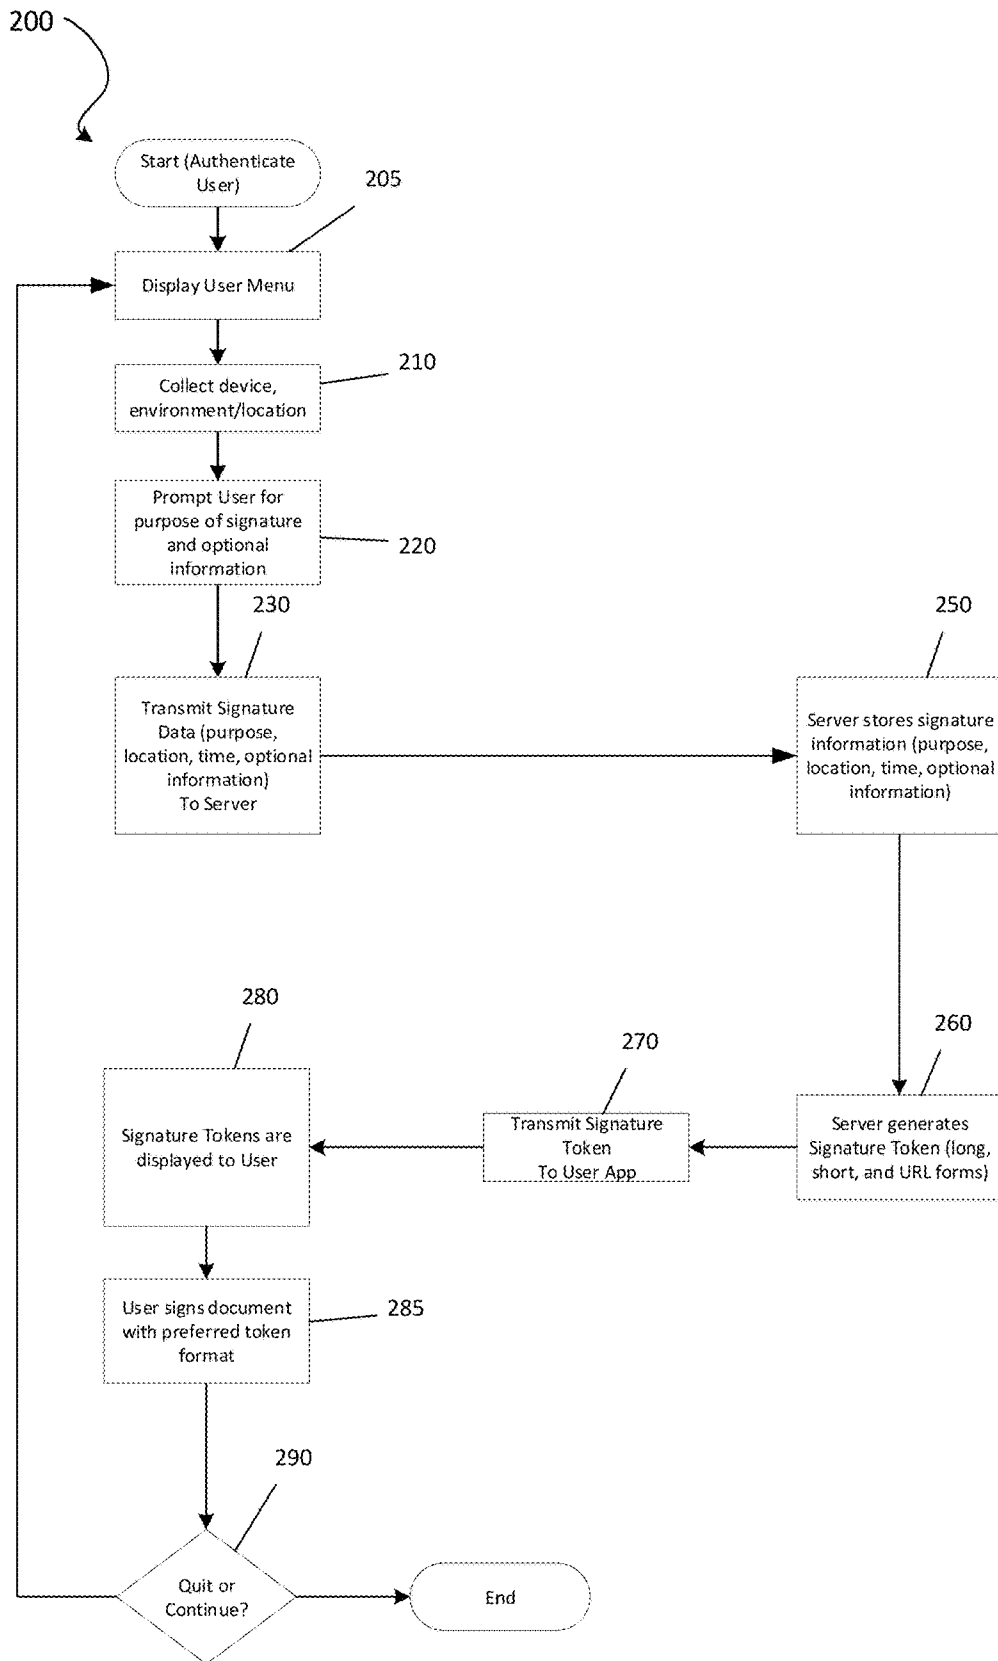 200
Start (Authenticate
User)
205
Display User Menu
210
Collect device,
environment/location
Prompt User for
purpose of signature
and optional
information
220
230
Transmit Signature
Data (purpose,
location, time, optional
information)
To Server
250
Server stores signature
information (purpose,
location, time, optional
information)
260
Server generates
Signature Token (long,
short, and URL forms)
270
Transmit Signature
Token
To User App
280
Signature Tokens are
displayed to User
User signs document
with preferred token
format
285
290
Quit or
Continue?
End